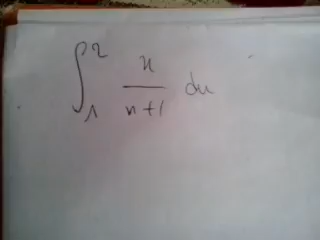 ∫₁² x/(x+1) dx